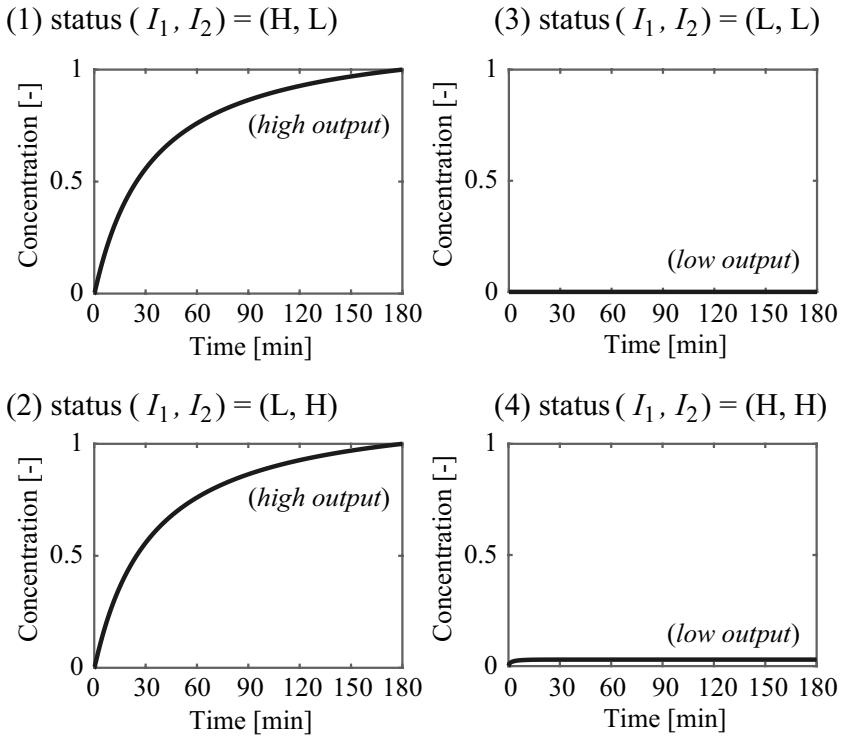 (1) status ( I₁, I₂) = (H, L)
1
0.5
0
Concentration [-]
(high output)
0 30 60 90 120 150 180
Time [min]
(3) status ( I₁, I₂) = (L, L)
1
0.5
0
Concentration [-]
(low output)
0 30 60 90 120 150 180
Time [min]
(2) status ( I₁, I₂) = (L, H)
1
0.5
0
Concentration [-]
(high output)
0 30 60 90 120 150 180
Time [min]
(4) status ( I₁, I₂) = (H, H)
1
0.5
0
Concentration [-]
(low output)
0 30 60 90 120 150 180
Time [min]